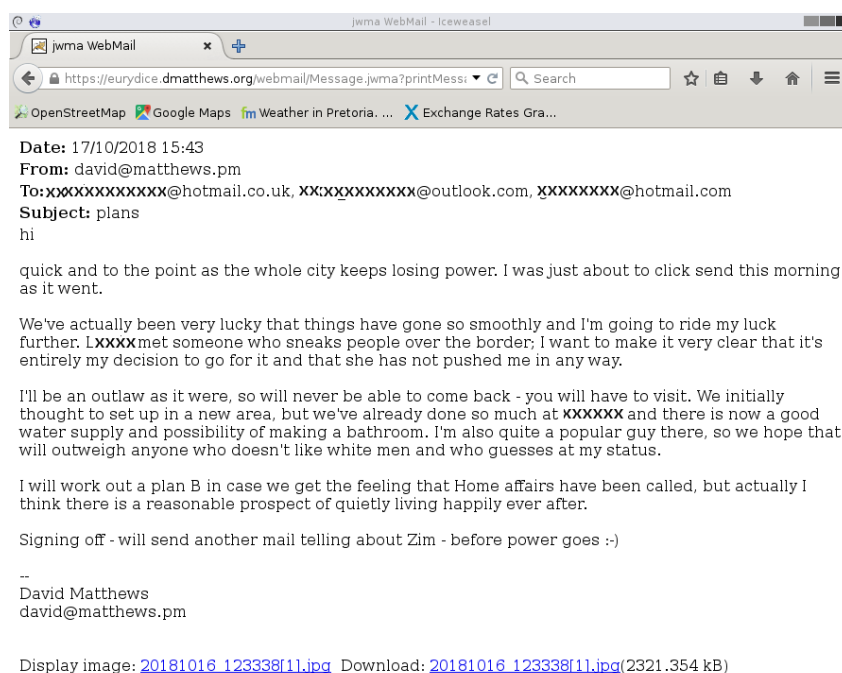 jwma WebMail - Iceweasel
jwma WebMail
https://eurydice.dmatthews.org/webmail/Message.jwma?printMessa
Search
OpenStreetMap Google Maps fm Weather in Pretoria. ... X Exchange Rates Gra...
Date: 17/10/2018 15:43
From: david@matthews.pm
To: @hotmail.co.uk, @outlook.com, @hotmail.com
Subject: plans
hi
quick and to the point as the whole city keeps losing power. I was just about to click send this morning
as it went.
We've actually been very lucky that things have gone so smoothly and I'm going to ride my luck
further. Lxxxx met someone who sneaks people over the border; I want to make it very clear that it's
entirely my decision to go for it and that she has not pushed me in any way.
I'll be an outlaw as it were, so will never be able to come back - you will have to visit. We initially
thought to set up in a new area, but we've already done so much at xxxxxx and there is now a good
water supply and possibility of making a bathroom. I'm also quite a popular guy there, so we hope that
will outweigh anyone who doesn't like white men and who guesses at my status.
I will work out a plan B in case we get the feeling that Home affairs have been called, but actually I
think there is a reasonable prospect of quietly living happily ever after.
Signing off - will send another mail telling about Zim - before power goes :-)
--
David Matthews
david@matthews.pm
Display image: 20181016_123338[1].jpg Download: 20181016_123338[1].jpg(2321.354 kB)